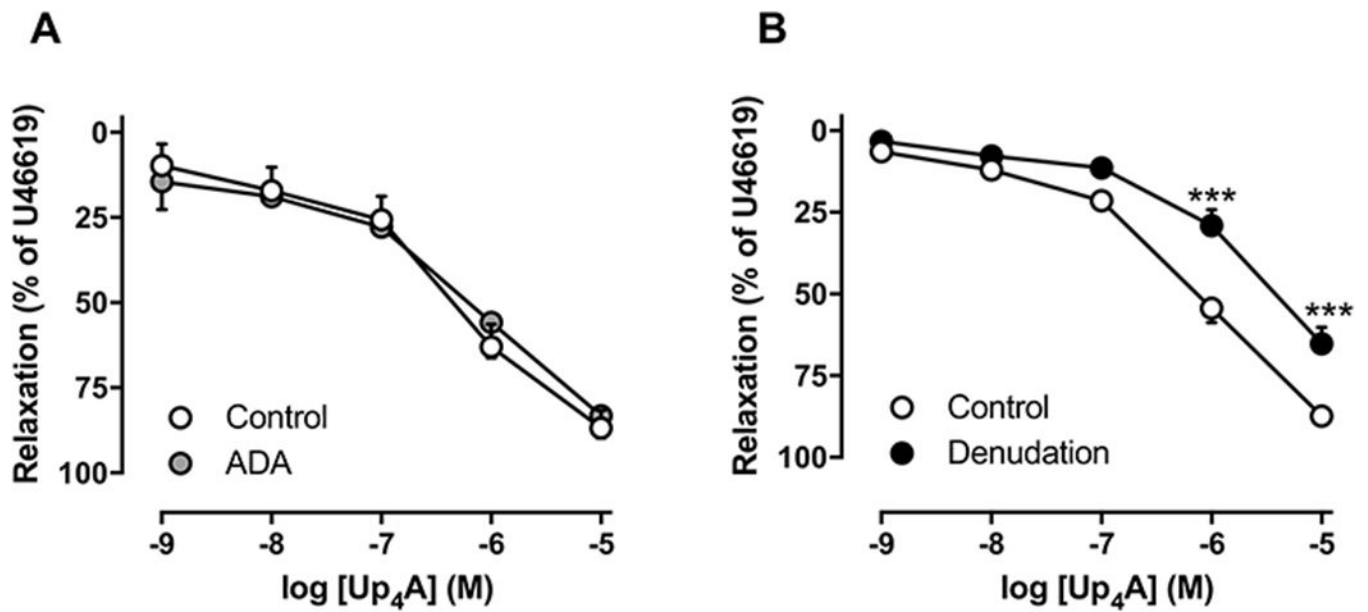 A
Relaxation (% of U46619)
0
25
50
75
100
Control
ADA
-9 -8 -7 -6 -5
log [Up₄A] (M)
B
Relaxation (% of U46619)
0
25
50
75
100
***
***
Control
Denudation
-9 -8 -7 -6 -5
log [Up₄A] (M)